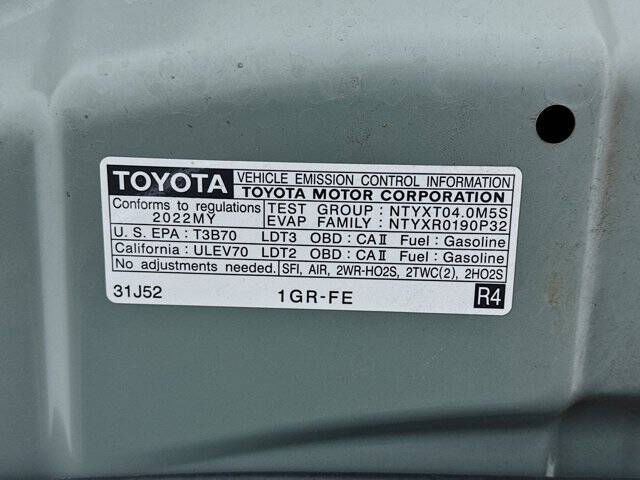 TOYOTA VEHICLE EMISSION CONTROL INFORMATION
TOYOTA MOTOR CORPORATION
Conforms to regulations TEST GROUP : NTYXT04.0M5S
2022MY EVAP FAMILY : NTYXR0190P32
U. S. EPA : T3B70 LDT3 OBD : CAⅡ Fuel : Gasoline
California : ULEV70 LDT2 OBD : CAⅡ Fuel : Gasoline
No adjustments needed. SFI, AIR, 2WR-HO2S, 2TWC(2), 2HO2S
31J52 1GR-FE R4